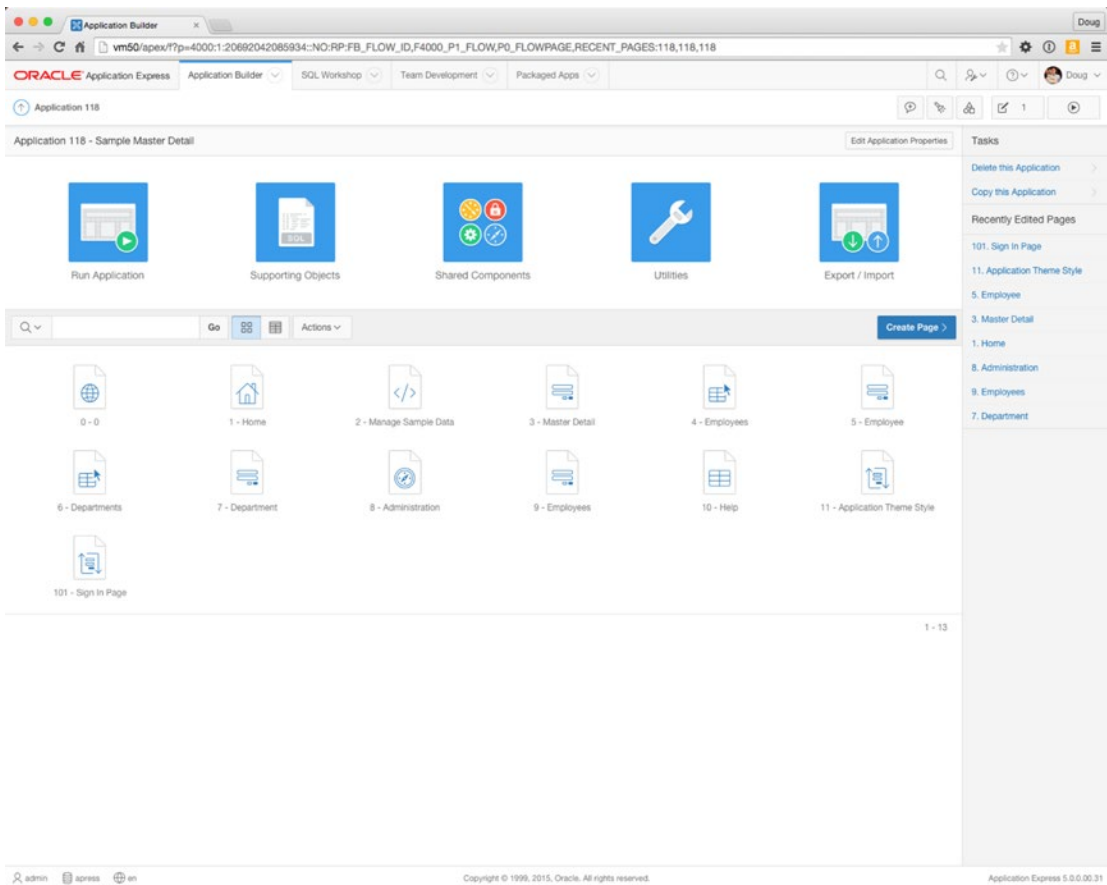 Application Builder
Doug
vm50/apex/f?p=4000:1:20692042085934::NO:RP:FB_FLOW_ID,F4000_P1_FLOW,P0_FLOWPAGE,RECENT_PAGES:118,118,118
ORACLE Application Express Application Builder SQL Workshop Team Development Packaged Apps Doug
Application 118 1
Application 118 - Sample Master Detail Edit Application Properties
Tasks
Delete this Application
Copy this Application
Recently Edited Pages
101. Sign In Page
11. Application Theme Style
5. Employee
3. Master Detail
1. Home
8. Administration
9. Employees
7. Department
SQL
Run Application Supporting Objects Shared Components Utilities Export / Import
Go Actions Create Page
0 - 0 1 - Home 2 - Manage Sample Data 3 - Master Detail 4 - Employees 5 - Employee
6 - Departments 7 - Department 8 - Administration 9 - Employees 10 - Help 11 - Application Theme Style
101 - Sign In Page
1 - 13
admin apress en Copyright © 1999, 2015, Oracle. All rights reserved. Application Express 5.0.0.00.31